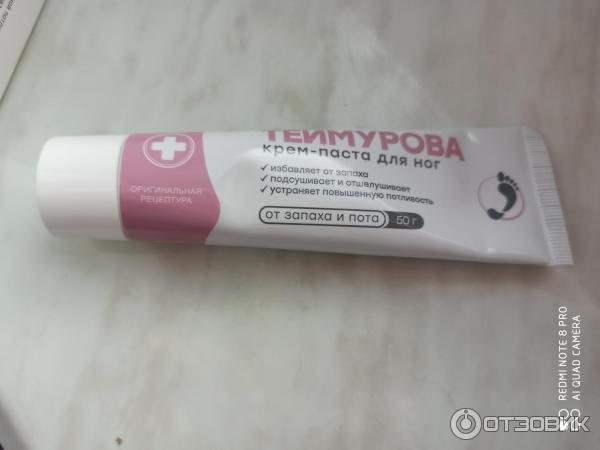 ТЕЙМУРОВА
крем-паста для ног
✓ избавляет от запаха
✓ подсушивает и отшелушивает
✓ устраняет повышенную потливость
от запаха и пота 50 г
ОРИГИНАЛЬНАЯ
РЕЦЕПТУРА
REDMI NOTE 8 PRO
AI QUAD CAMERA
ОТЗОВИК